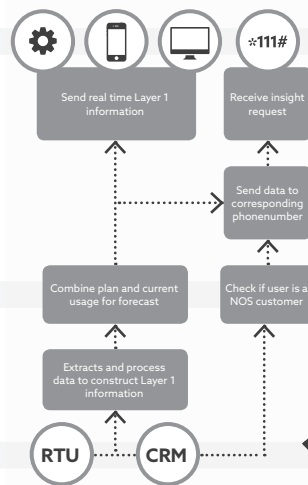 *111#
Send real time Layer 1
information
Receive insight
request
Send data to
corresponding
phonenumber
Combine plan and current
usage for forecast
Check if user is a
NOS customer
Extracts and process
data to construct Layer 1
information
RTU
CRM